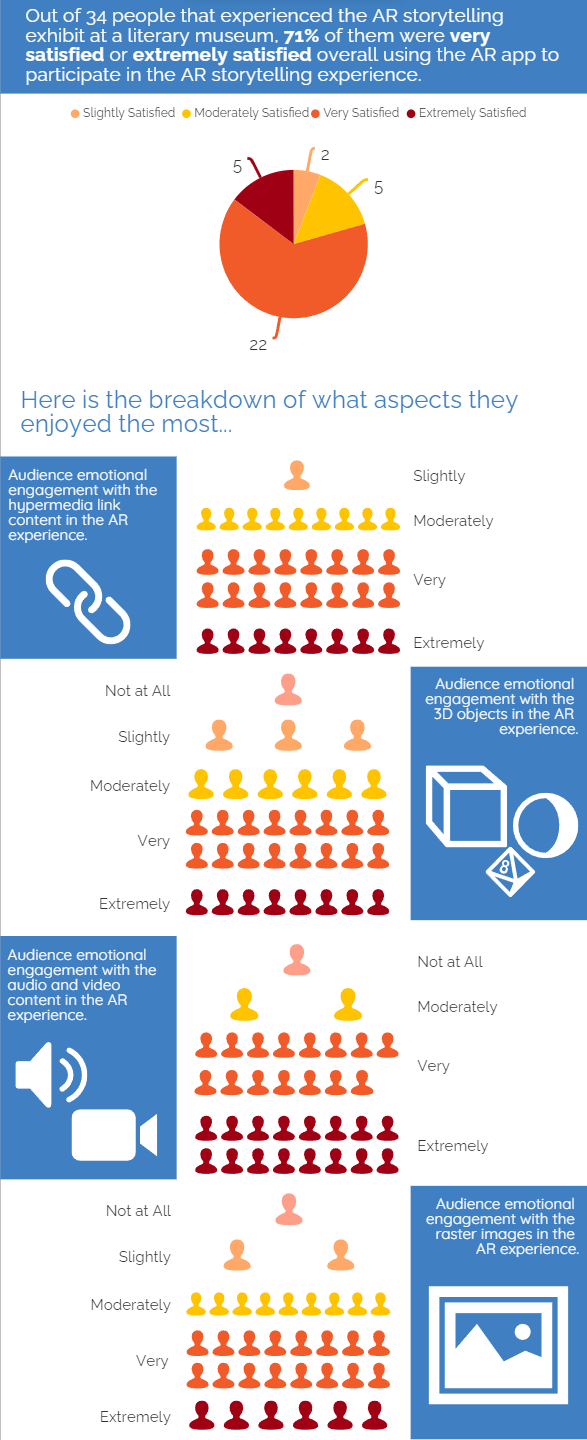 Out of 34 people that experienced the AR storytelling
exhibit at a literary museum, 71% of them were very
satisfied or extremely satisfied overall using the AR app to
participate in the AR storytelling experience.
Slightly Satisfied Moderately Satisfied Very Satisfied Extremely Satisfied
5
2
5
22
Here is the breakdown of what aspects they
enjoyed the most...
Audience emotional
engagement with the
hypermedia link
content in the AR
experience.
Slightly
Moderately
Very
Extremely
Not at All
Slightly
Moderately
Very
Extremely
Audience emotional
engagement with the
3D objects in the AR
experience.
8
Audience emotional
engagement with the
audio and video
content in the AR
experience.
Not at All
Moderately
Very
Extremely
Not at All
Slightly
Moderately
Very
Extremely
Audience emotional
engagement with the
raster images in the
AR experience.